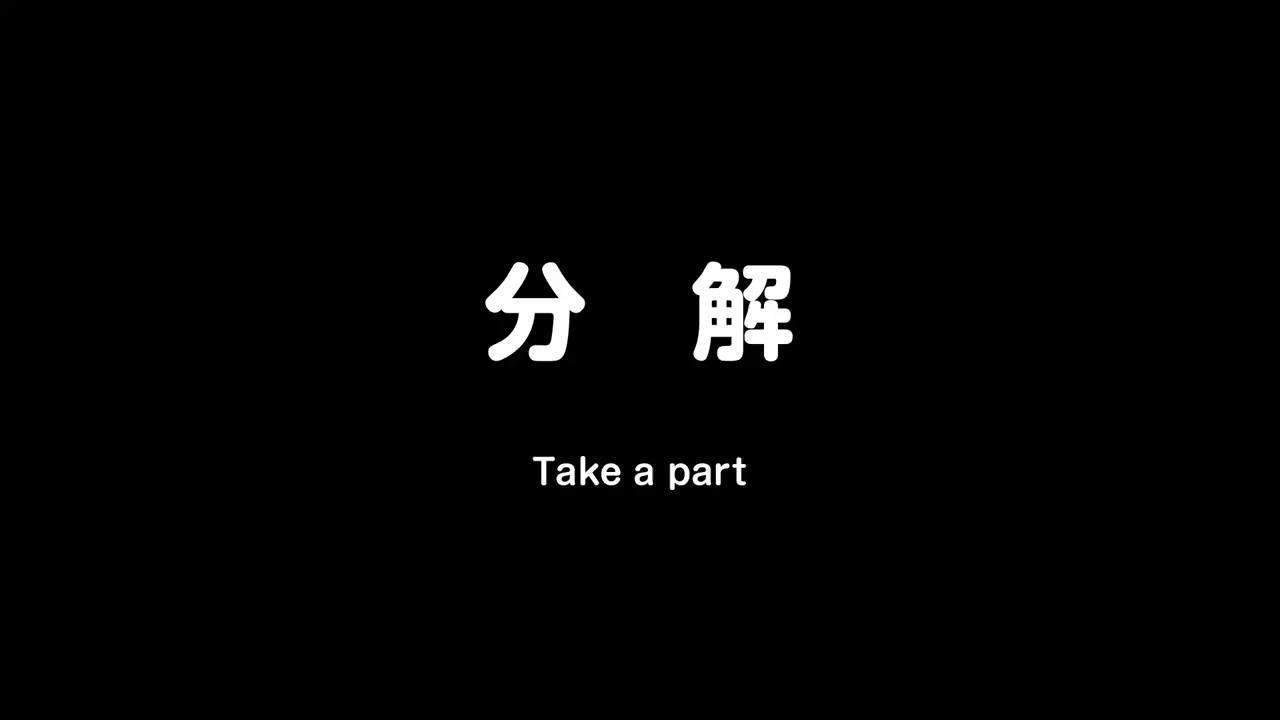 分　解
Take a part